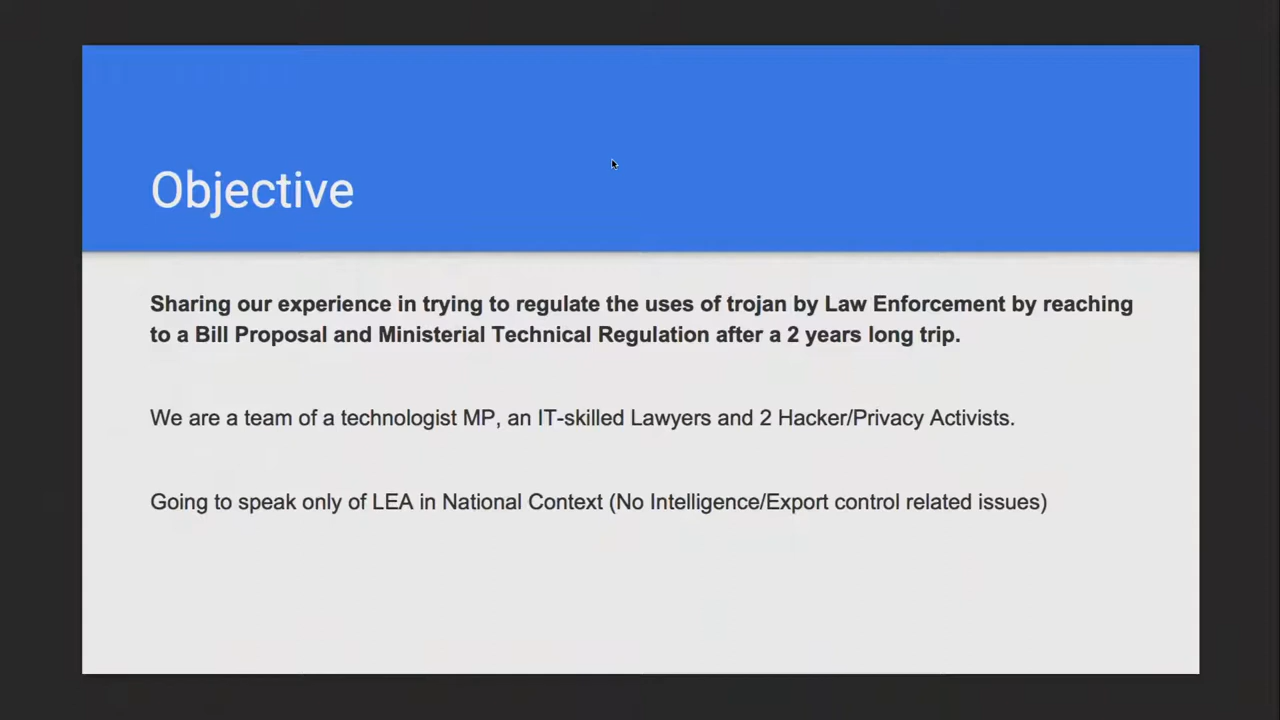 Objective
Sharing our experience in trying to regulate the uses of trojan by Law Enforcement by reaching
to a Bill Proposal and Ministerial Technical Regulation after a 2 years long trip.
We are a team of a technologist MP, an IT-skilled Lawyers and 2 Hacker/Privacy Activists.
Going to speak only of LEA in National Context (No Intelligence/Export control related issues)